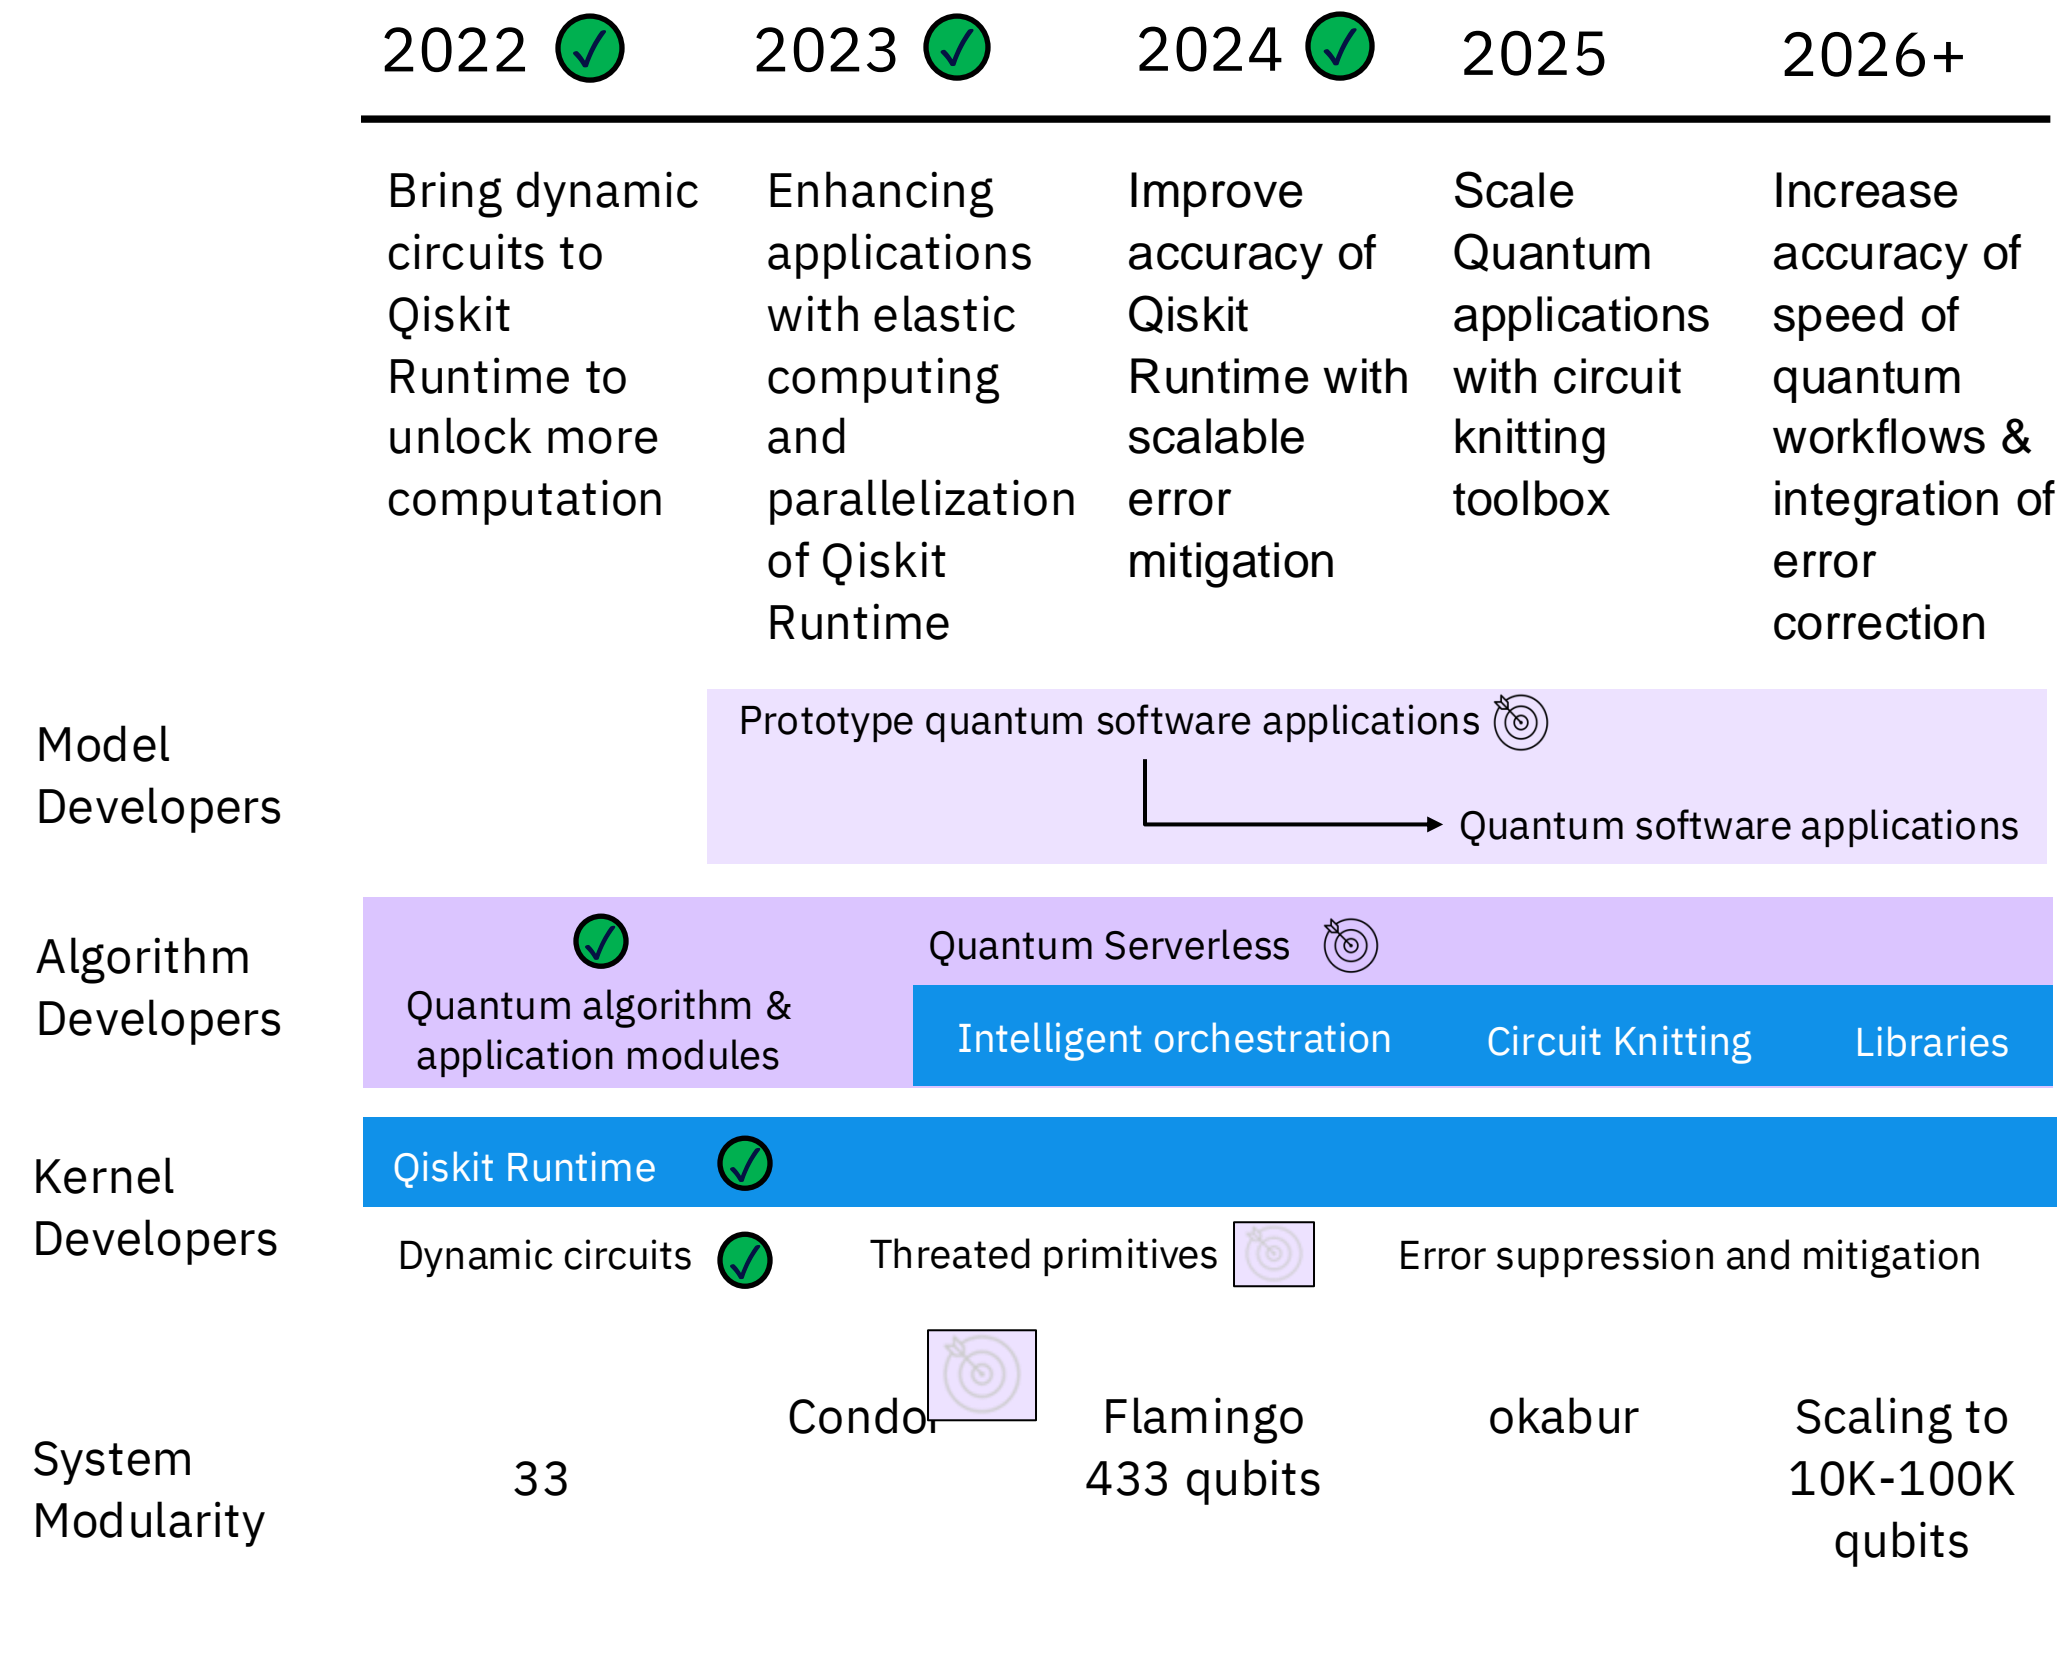 2022 2023 2024 2025 2026+
Bring dynamic
circuits to
Qiskit
Runtime to
unlock more
computation
Enhancing
applications
with elastic
computing
and
parallelization
of Qiskit
Runtime
Improve
accuracy of
Qiskit
Runtime with
scalable
error
mitigation
Scale
Quantum
applications
with circuit
knitting
toolbox
Increase
accuracy of
speed of
quantum
workflows &
integration of
error
correction
Model
Developers
Prototype quantum software applications
Quantum software applications
Algorithm
Developers
Quantum algorithm &
application modules
Quantum Serverless
Intelligent orchestration
Circuit Knitting
Libraries
Kernel
Developers
Qiskit Runtime
Dynamic circuits
Threated primitives
Error suppression and mitigation
System
Modularity
33
Condor
Flamingo
433 qubits
okabur
Scaling to
10K-100K
qubits